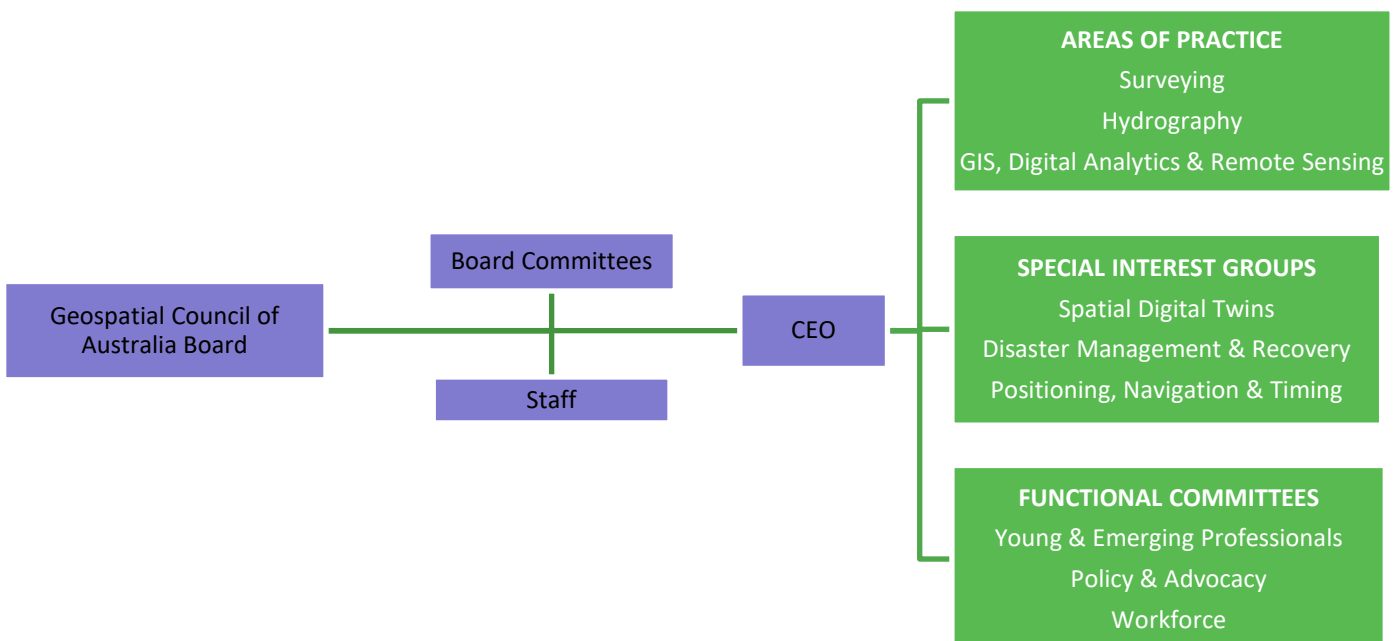 Geospatial Council of
Australia Board
Board Committees
Staff
CEO
AREAS OF PRACTICE
Surveying
Hydrography
GIS, Digital Analytics & Remote Sensing
SPECIAL INTEREST GROUPS
Spatial Digital Twins
Disaster Management & Recovery
Positioning, Navigation & Timing
FUNCTIONAL COMMITTEES
Young & Emerging Professionals
Policy & Advocacy
Workforce